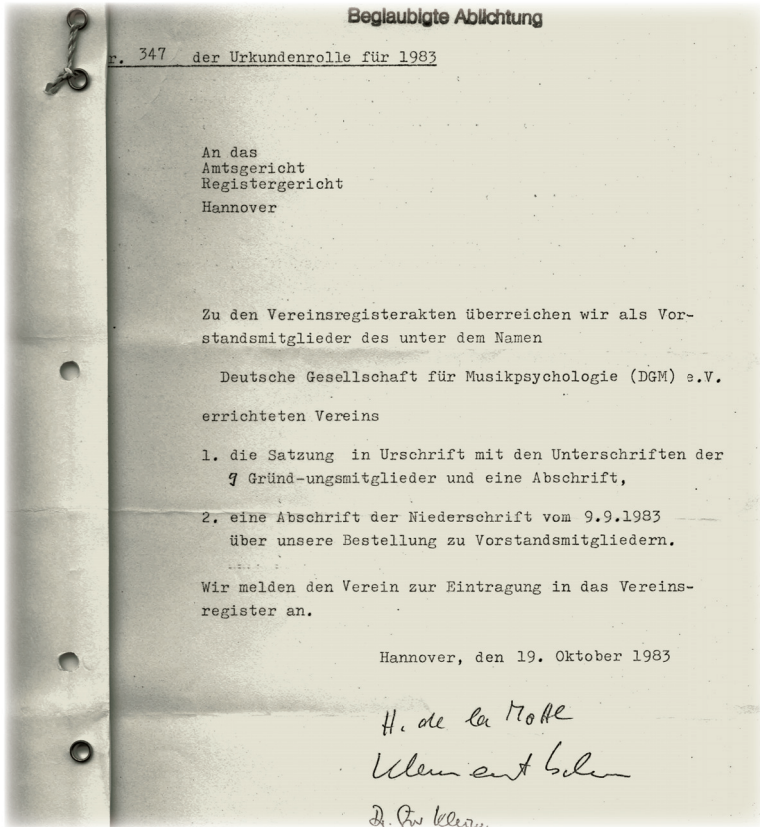 Beglaubigte Ablichtung
r. 347 der Urkundenrolle für 1983
An das
Amtsgericht
Registergericht
Hannover
Zu den Vereinsregisterakten überreichen wir als Vor-
standsmitglieder des unter dem Namen
Deutsche Gesellschaft für Musikpsychologie (DGM) e.V.
errichteten Vereins
1. die Satzung in Urschrift mit den Unterschriften der
9 Gründ-ungsmitglieder und eine Abschrift,
2. eine Abschrift der Niederschrift vom 9.9.1983
über unsere Bestellung zu Vorstandsmitgliedern.
Wir melden den Verein zur Eintragung in das Vereins-
register an.
Hannover, den 19. Oktober 1983
H. de la Motte